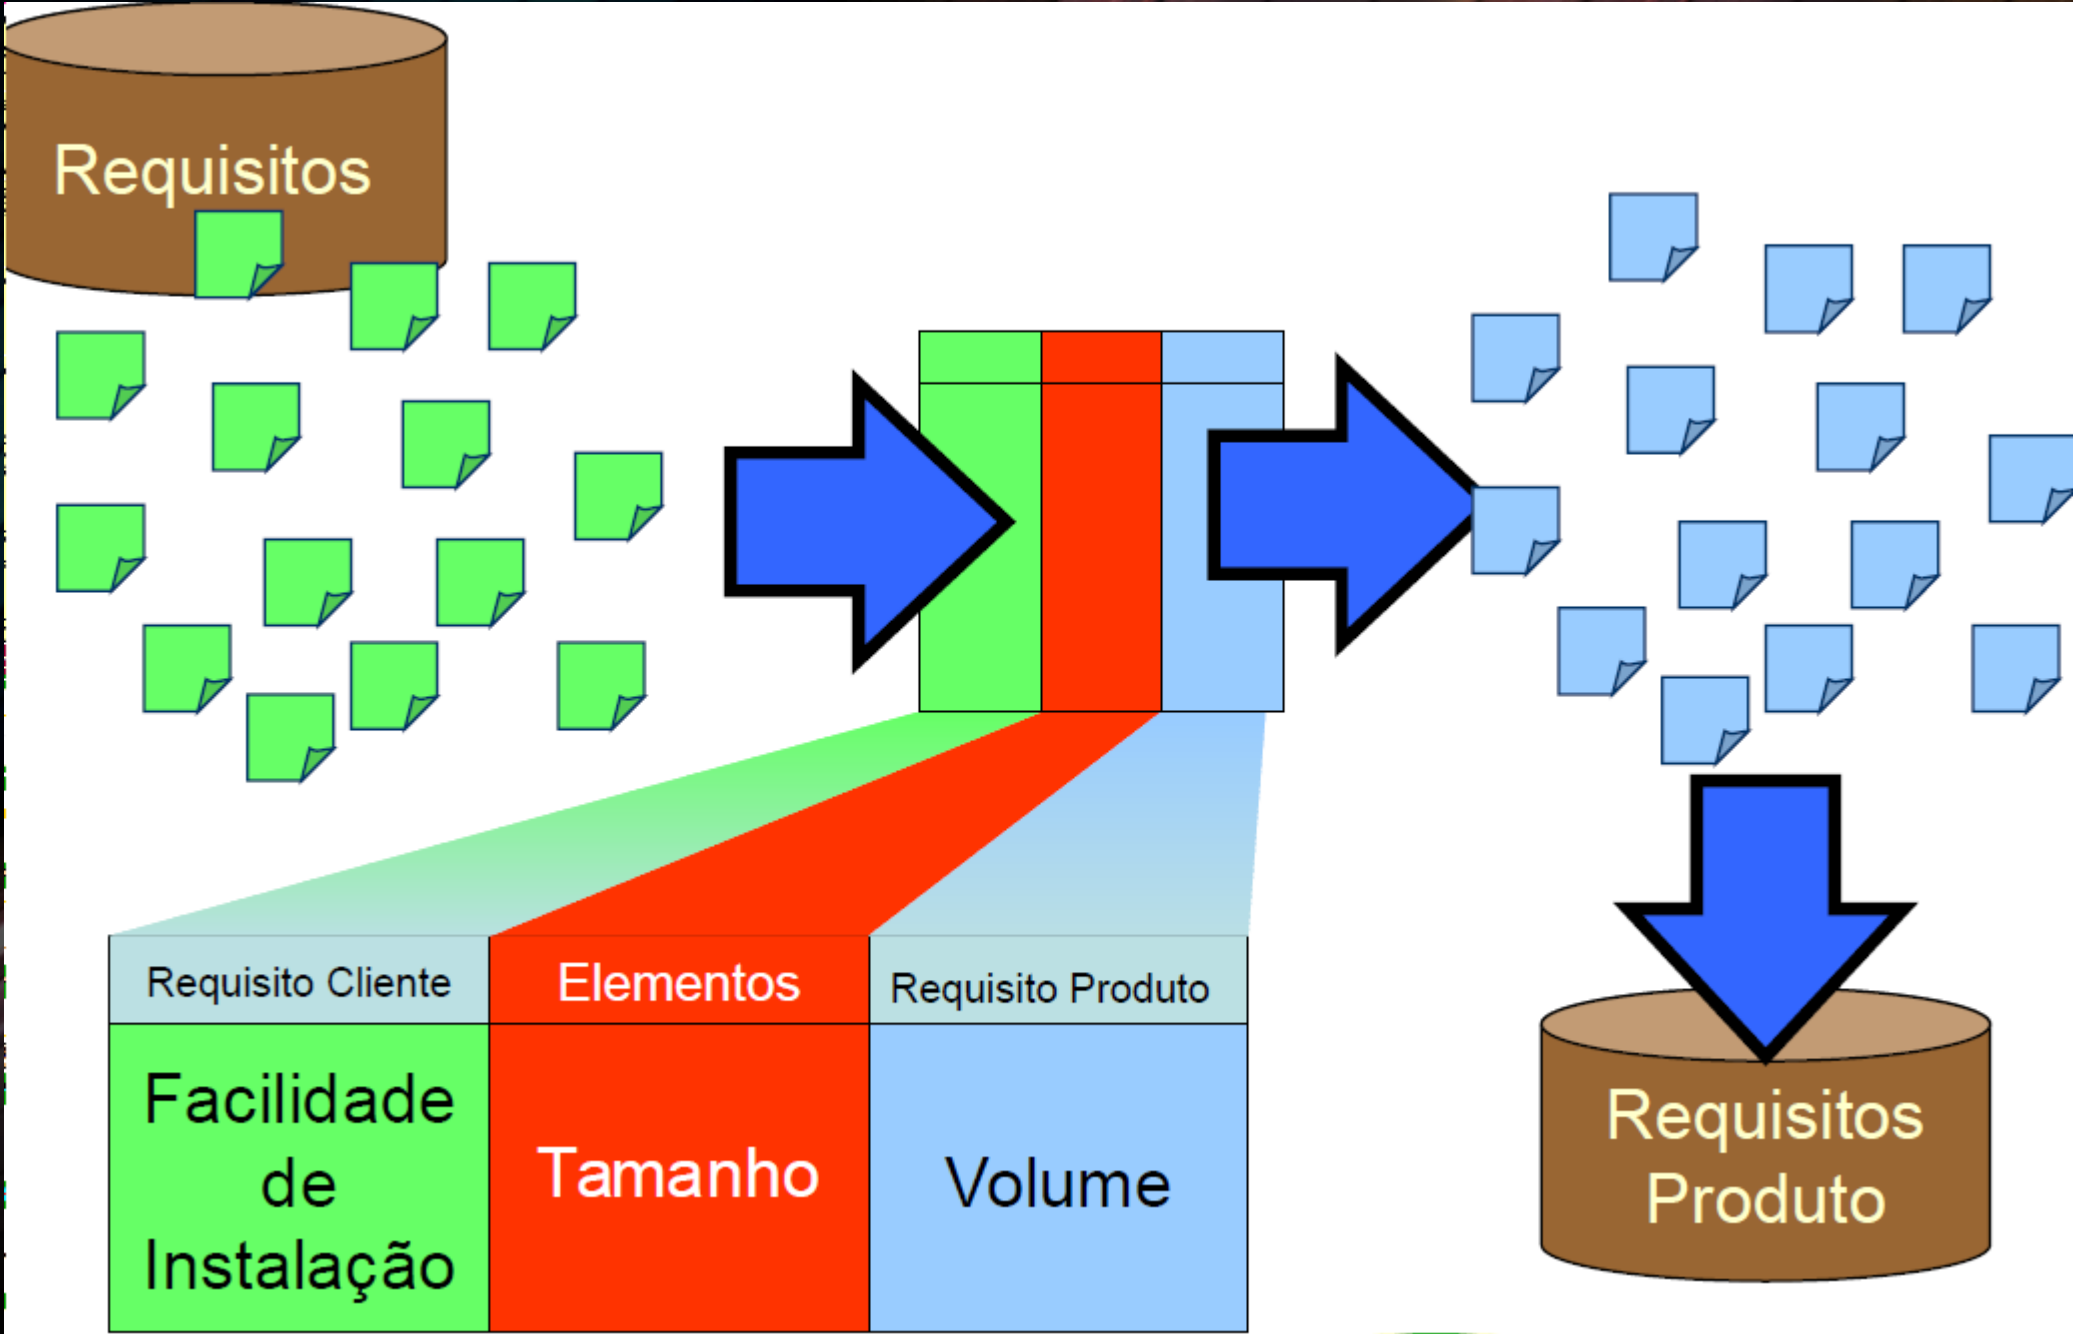 Requisitos
Requisito Cliente
Elementos
Requisito Produto
Facilidade
de
Instalação
Tamanho
Volume
Requisitos
Produto